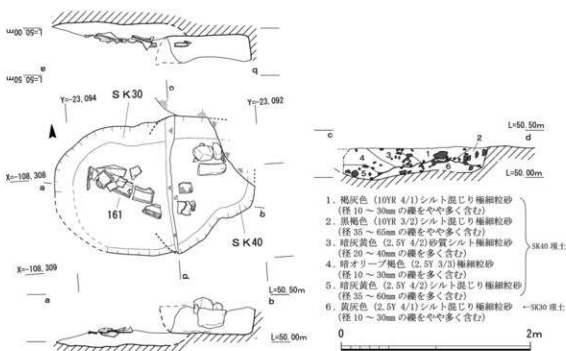 L=50.00m
L=50.50m
e
b
c
Y=-23.094
SK30
Y=-23.092
X=-108.308
a
161
b
SK40
X=-108.309
d
a
b
L=50.50m
L=50.00m
c
L=50.50m
d
1
2
3
4
5
6
L=50.00m
1．褐灰色（10YR 4/1）シルト混じり極細粒砂
（径 10 ～ 30mm の礫をやや多く含む）
2．黒褐色（10YR 3/2）シルト混じり極細粒砂
（径 35 ～ 65mm の礫を多く含む）
3．暗灰黄色（2.5Y 4/2）砂質シルト極細粒砂
（径 20 ～ 40mm の礫を多く含む）
4．暗オリーブ褐色（2.5Y 3/3）極細粒砂
（径 10 ～ 30mm の礫を多く含む）
5．暗灰黄色（2.5Y 4/2）シルト混じり極細粒砂
（径 35 ～ 60mm の礫を多く含む）
SK40 埋土
6．黄灰色（2.5Y 4/1）シルト混じり極細粒砂 ←SK30 埋土
（径 10 ～ 30mm の礫をやや多く含む）
0 2m